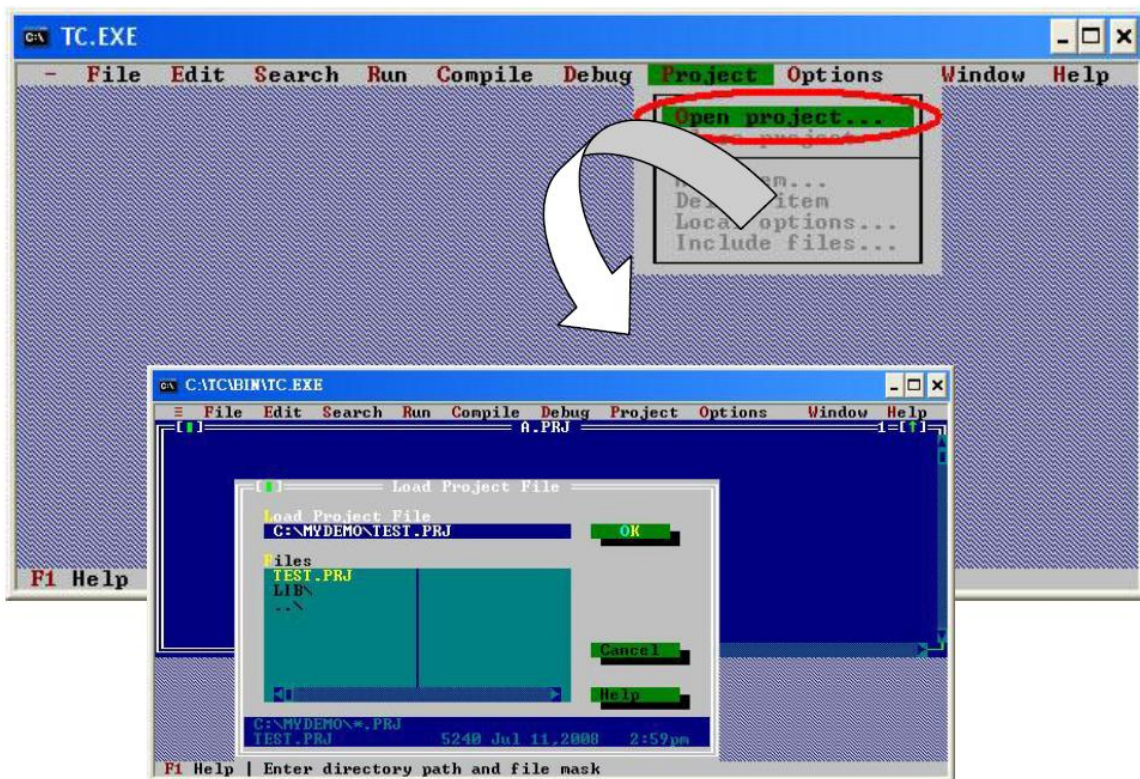 TC.EXE
- File Edit Search Run Compile Debug Project Options Window Help
Open project...
project
Local options...
Include files...
F1 Help
C:\TC\BIN\TC.EXE
≡ File Edit Search Run Compile Debug Project Options Window Help
A.PRJ 1=[↑]
Load Project File
Load Project File
C:\MYDEMO\TEST.PRJ
OK
Files
TEST.PRJ
LIB\
..\
Cancel
Help
C:\MYDEMO\*.PRJ
TEST.PRJ 5240 Jul 11,2008 2:59pm
F1 Help | Enter directory path and file mask